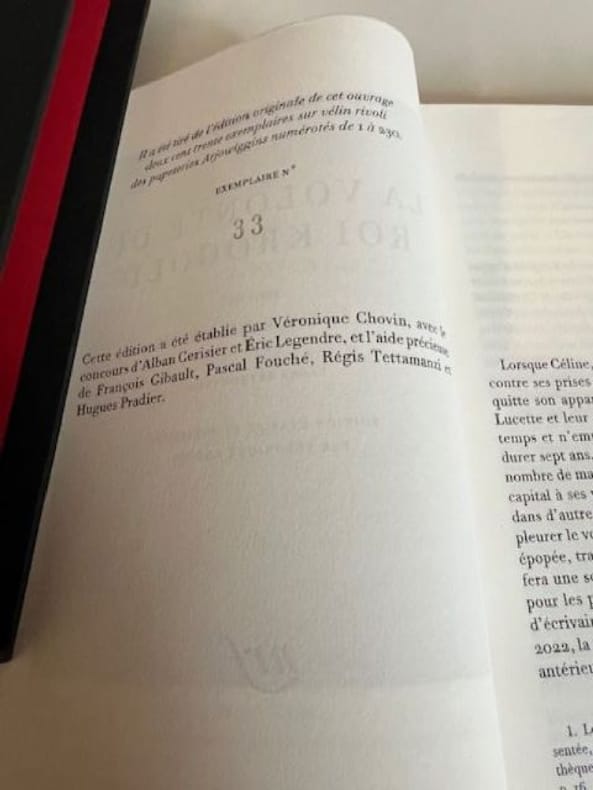 Il a été tiré de l'édition originale de cet ouvrage
deux cent trente exemplaires sur vélin rivoli
des papeteries Arjowiggins numérotés de 1 à 230.
EXEMPLAIRE N°
33
Cette édition a été établie par Véronique Chovin, avec le
concours d'Alban Cerisier et Éric Legendre, et l'aide précieuse
de François Gibault, Pascal Fouché, Régis Tettamanzi et
Hugues Pradier.
Lorsque Céline,
contre ses prises
quitte son appar
Lucette et leur
temps et n'em
durer sept ans.
nombre de ma
capital à ses
dans d'autre
pleurer le v
épopée, tra
fera une s
pour les p
d'écrivai
2022, la
antérieu
1. L
sentée,
thèque
p. 16